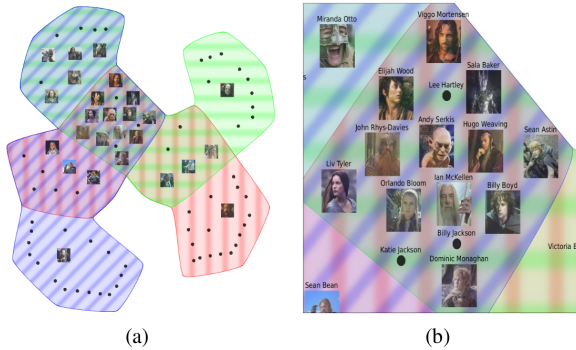 Miranda Otto
Viggo Mortensen
s
Elijah Wood
Sala Baker
Lee Hartley
John Rhys-Davies
Andy Serkis
Hugo Weaving
Sean Astin
Liv Tyler
Orlando Bloom
Ian McKellen
Billy Boyd
Billy Jackson
Katie Jackson
Victoria B
Dominic Monaghan
Sean Bean
(a)
(b)